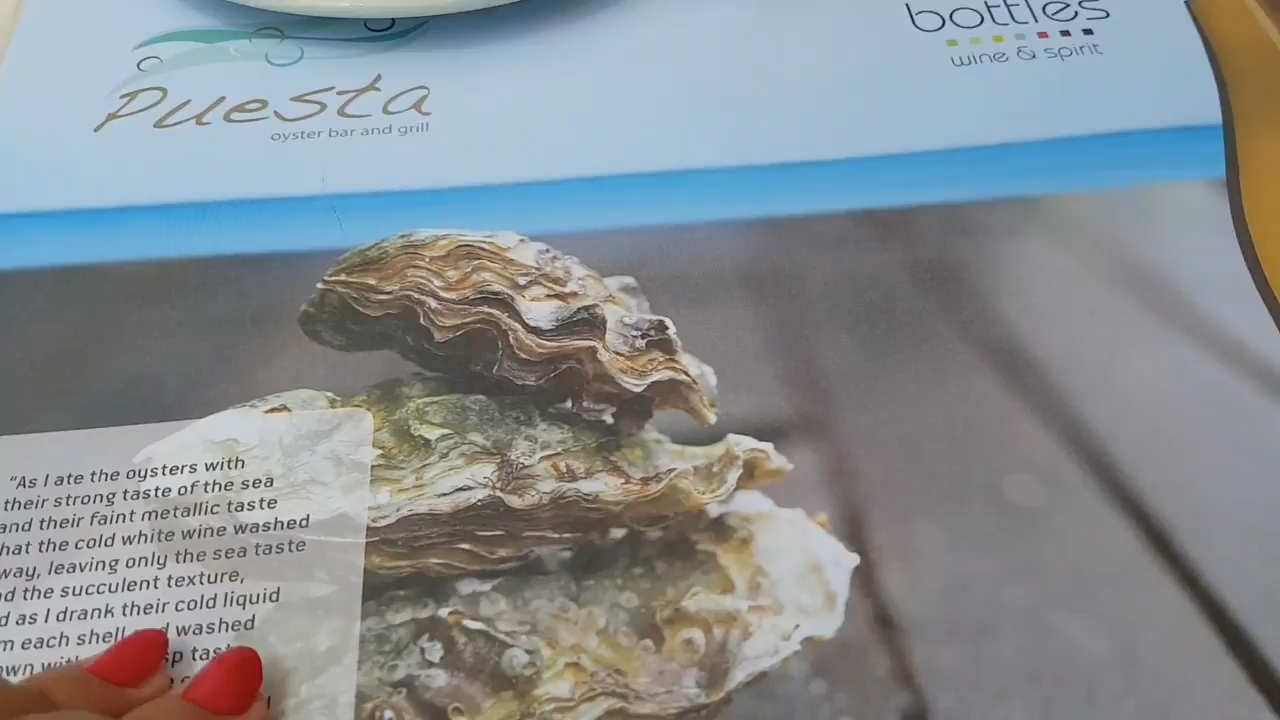 Puesta
oyster bar and grill
bottles
wine & spirit
"As I ate the oysters with
their strong taste of the sea
and their faint metallic taste
hat the cold white wine washed
way, leaving only the sea taste
d the succulent texture,
d as I drank their cold liquid
m each shell washed
own